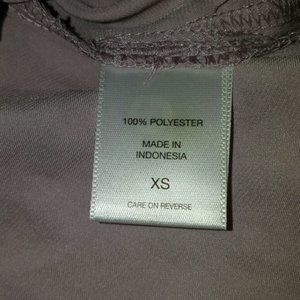 100% POLYESTER
MADE IN
INDONESIA
XS
CARE ON REVERSE